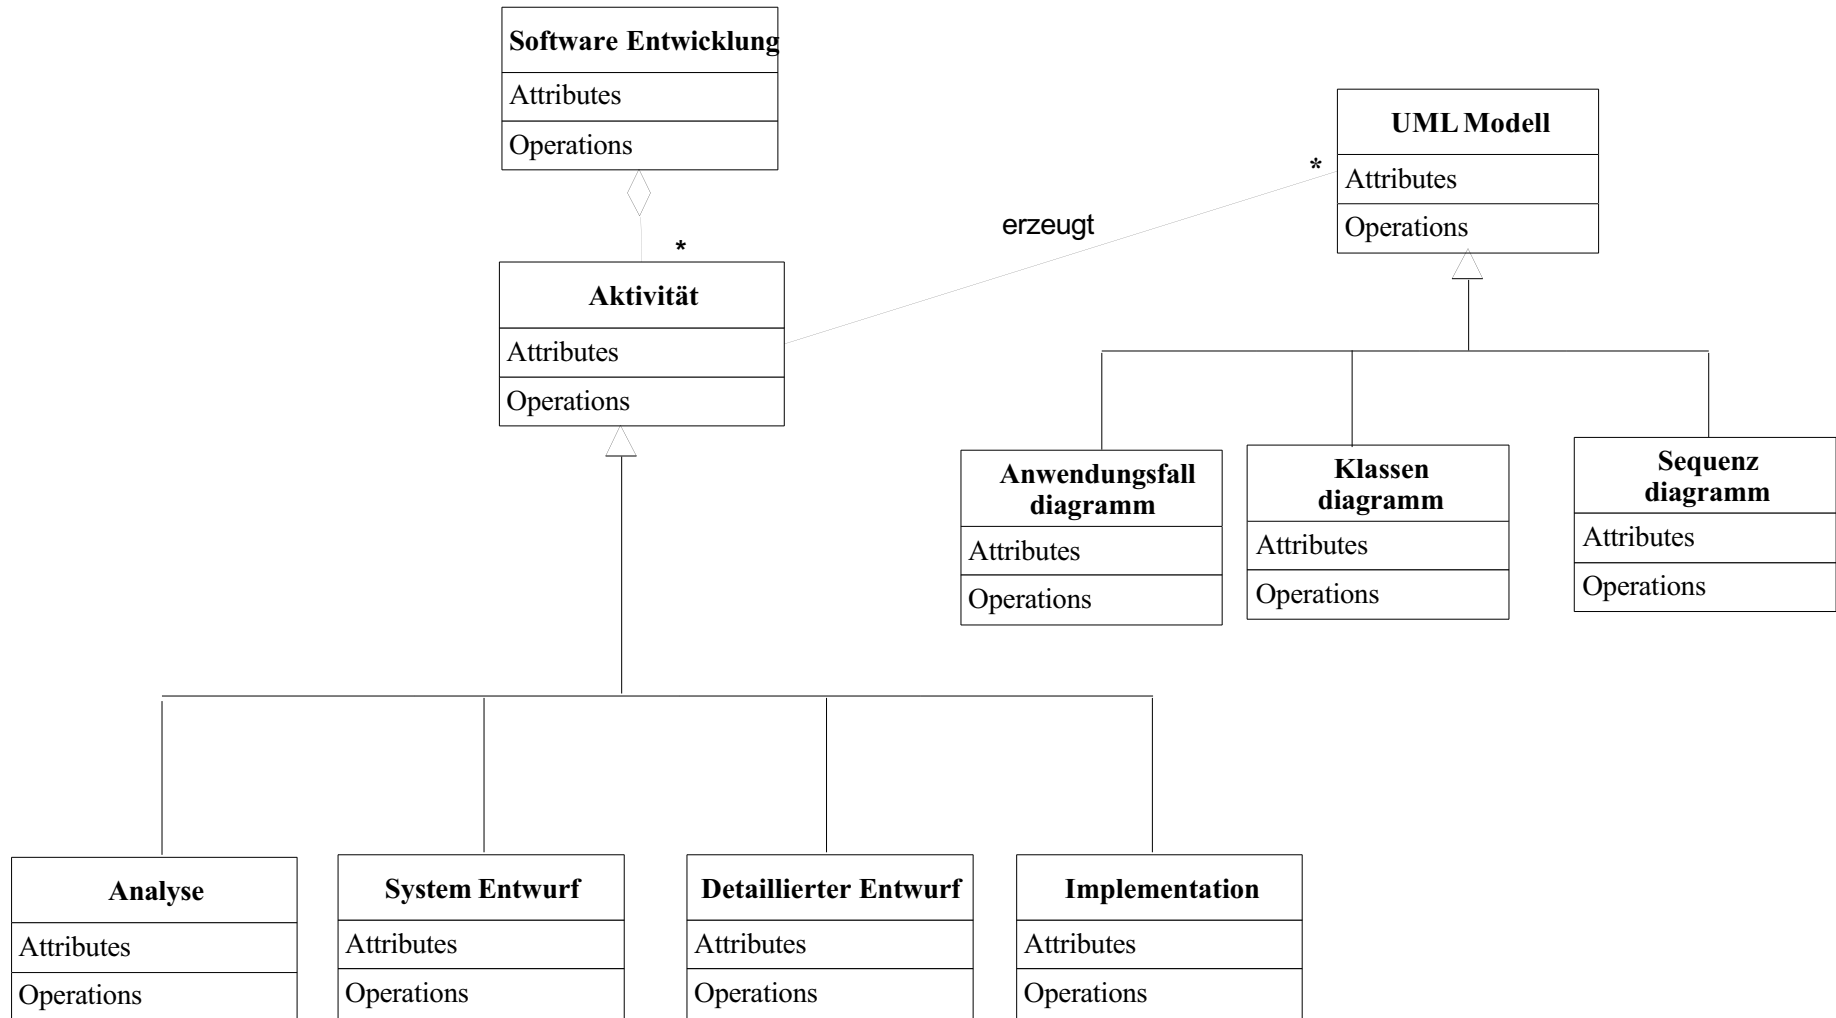 Software Entwicklung
Attributes
Operations
*
Aktivität
Attributes
Operations
erzeugt
*
UML Modell
Attributes
Operations
Anwendungsfall
diagramm
Attributes
Operations
Klassen
diagramm
Attributes
Operations
Sequenz
diagramm
Attributes
Operations
Analyse
Attributes
Operations
System Entwurf
Attributes
Operations
Detaillierter Entwurf
Attributes
Operations
Implementation
Attributes
Operations